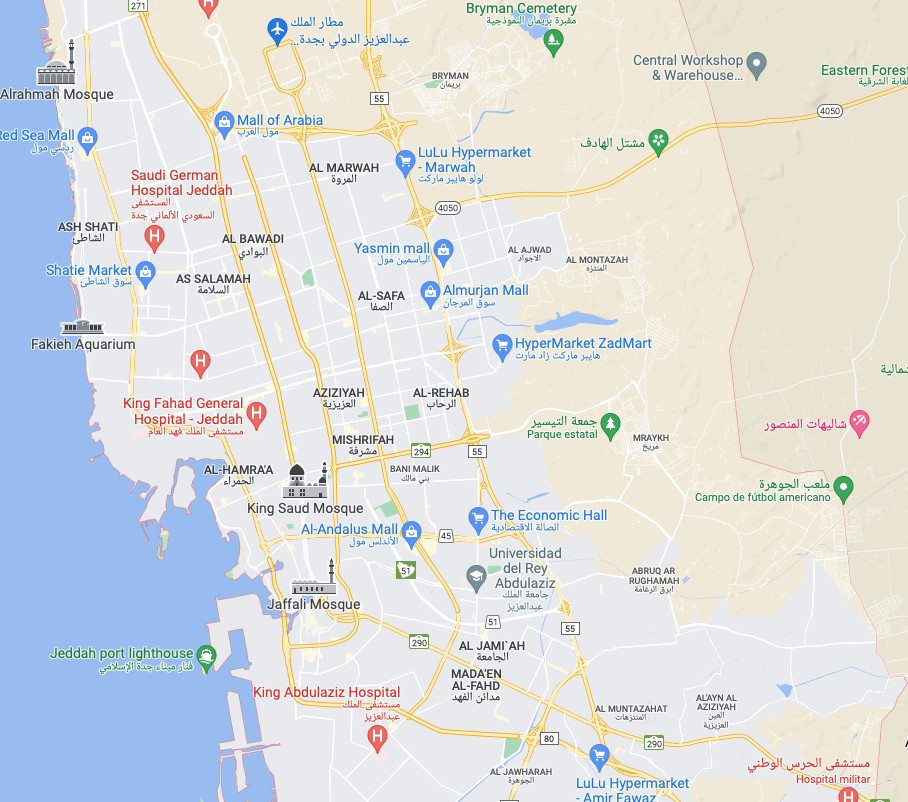 271
Bryman Cemetery
مقبرة بريمان النموذجية
مطار الملك
عبدالعزيز الدولي بجدة...
Central Workshop
& Warehouse...
BRYMAN
بريمان
Eastern Forest
الغابة الشرقية
Alrahmah Mosque
55
4050
Mall of Arabia
مول العرب
Red Sea Mall
ردسي مول
مشتل الهادف
LuLu Hypermarket
- Marwah
لولو هايبر ماركت
AL MARWAH
المروة
Saudi German
Hospital Jeddah
المستشفى
السعودي الألماني جدة
4050
ASH SHATI
الشاطئ
AL BAWADI
البوادي
Yasmin mall
الياسمين مول
AL AJWAD
الاجواد
AL MONTAZAH
المنتزه
Shatie Market
سوق الشاطئ
AS SALAMAH
السلامة
AL-SAFA
الصفا
Almurjan Mall
سوق المرجان
Fakieh Aquarium
HyperMarket ZadMart
هايبر ماركت زاد مارت
شمالية
AZIZIYAH
العزيزية
AL-REHAB
الرحاب
King Fahad General
Hospital - Jeddah
مستشفى الملك فهد العام
جمعة التيسير
Parque estatal
شاليهات المنصور
MISHRIFAH
مشرفة
MRAYKH
مريخ
294
55
AL-HAMRA'A
الحمراء
BANI MALIK
بني مالك
ملعب الجوهرة
Campo de fútbol americano
King Saud Mosque
The Economic Hall
الصالة الاقتصادية
Al-Andalus Mall
الأندلس مول
45
Universidad
del Rey
Abdulaziz
جامعة الملك
عبدالعزيز
51
ABRUQ AR
RUGHAMAH
ابرق الرغامة
Jaffali Mosque
51
55
290
AL JAMI`AH
الجامعة
Jeddah port lighthouse
فنار ميناء جدة الإسلامي
MADA'EN
AL-FAHD
مدائن الفهد
King Abdulaziz Hospital
مستشفى الملك
عبدالعزيز
AL MUNTAZAHAT
المنتزهات
AL'AYN AL
AZIZIYAH
العين
العزيزية
80
290
AL JAWHARAH
الجوهرة
مستشفى الحرس الوطني
Hospital militar
LuLu Hypermarket
- Amir Fawaz